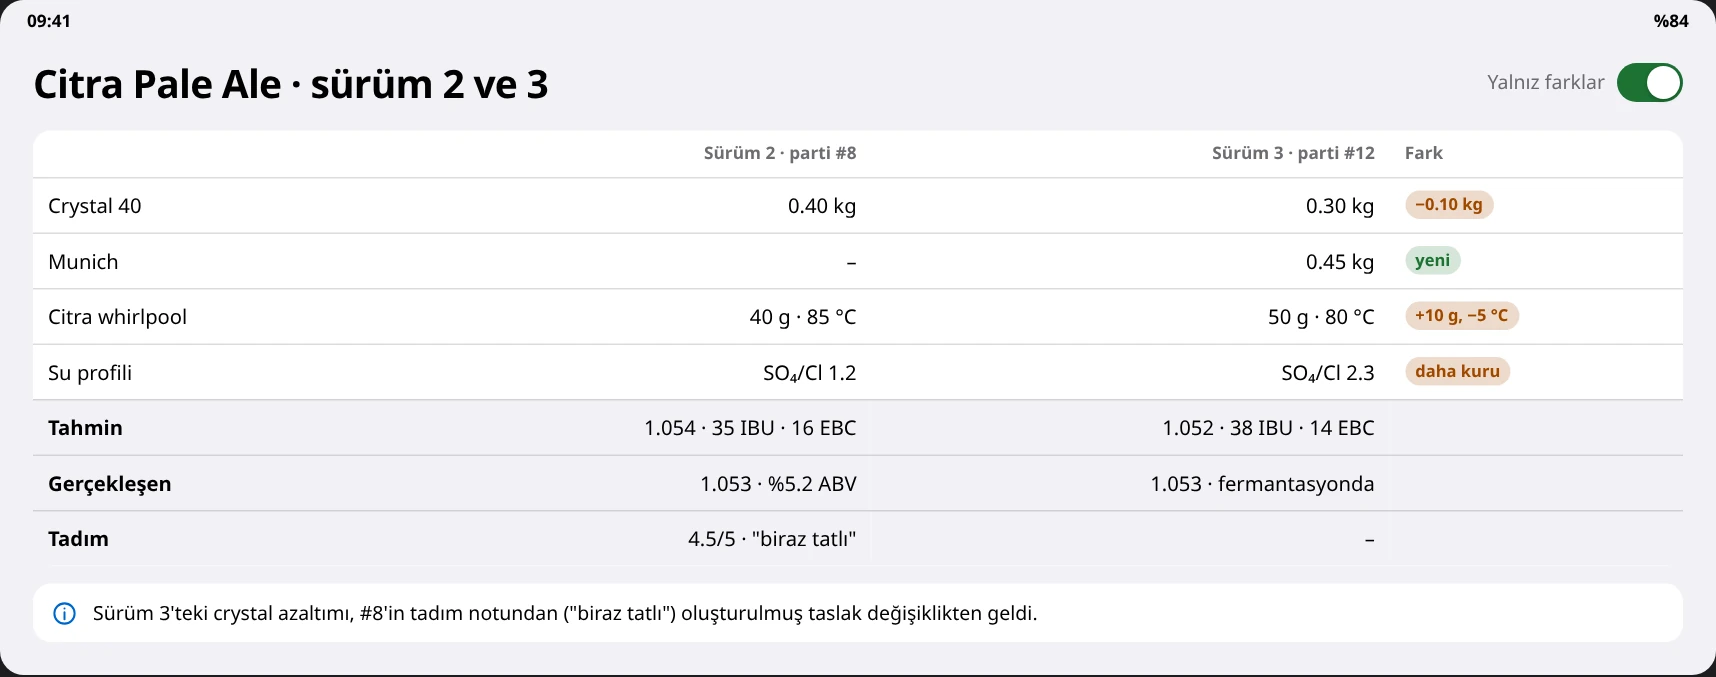 09:41 %84
Citra Pale Ale · sürüm 2 ve 3 Yalnız farklar
Sürüm 2 · parti #8 Sürüm 3 · parti #12 Fark
Crystal 40 0.40 kg 0.30 kg −0.10 kg
Munich – 0.45 kg yeni
Citra whirlpool 40 g · 85 °C 50 g · 80 °C +10 g, −5 °C
Su profili SO₄/Cl 1.2 SO₄/Cl 2.3 daha kuru
Tahmin 1.054 · 35 IBU · 16 EBC 1.052 · 38 IBU · 14 EBC
Gerçekleşen 1.053 · %5.2 ABV 1.053 · fermantasyonda
Tadım 4.5/5 · "biraz tatlı" –
Sürüm 3'teki crystal azaltımı, #8'in tadım notundan ("biraz tatlı") oluşturulmuş taslak değişiklikten geldi.